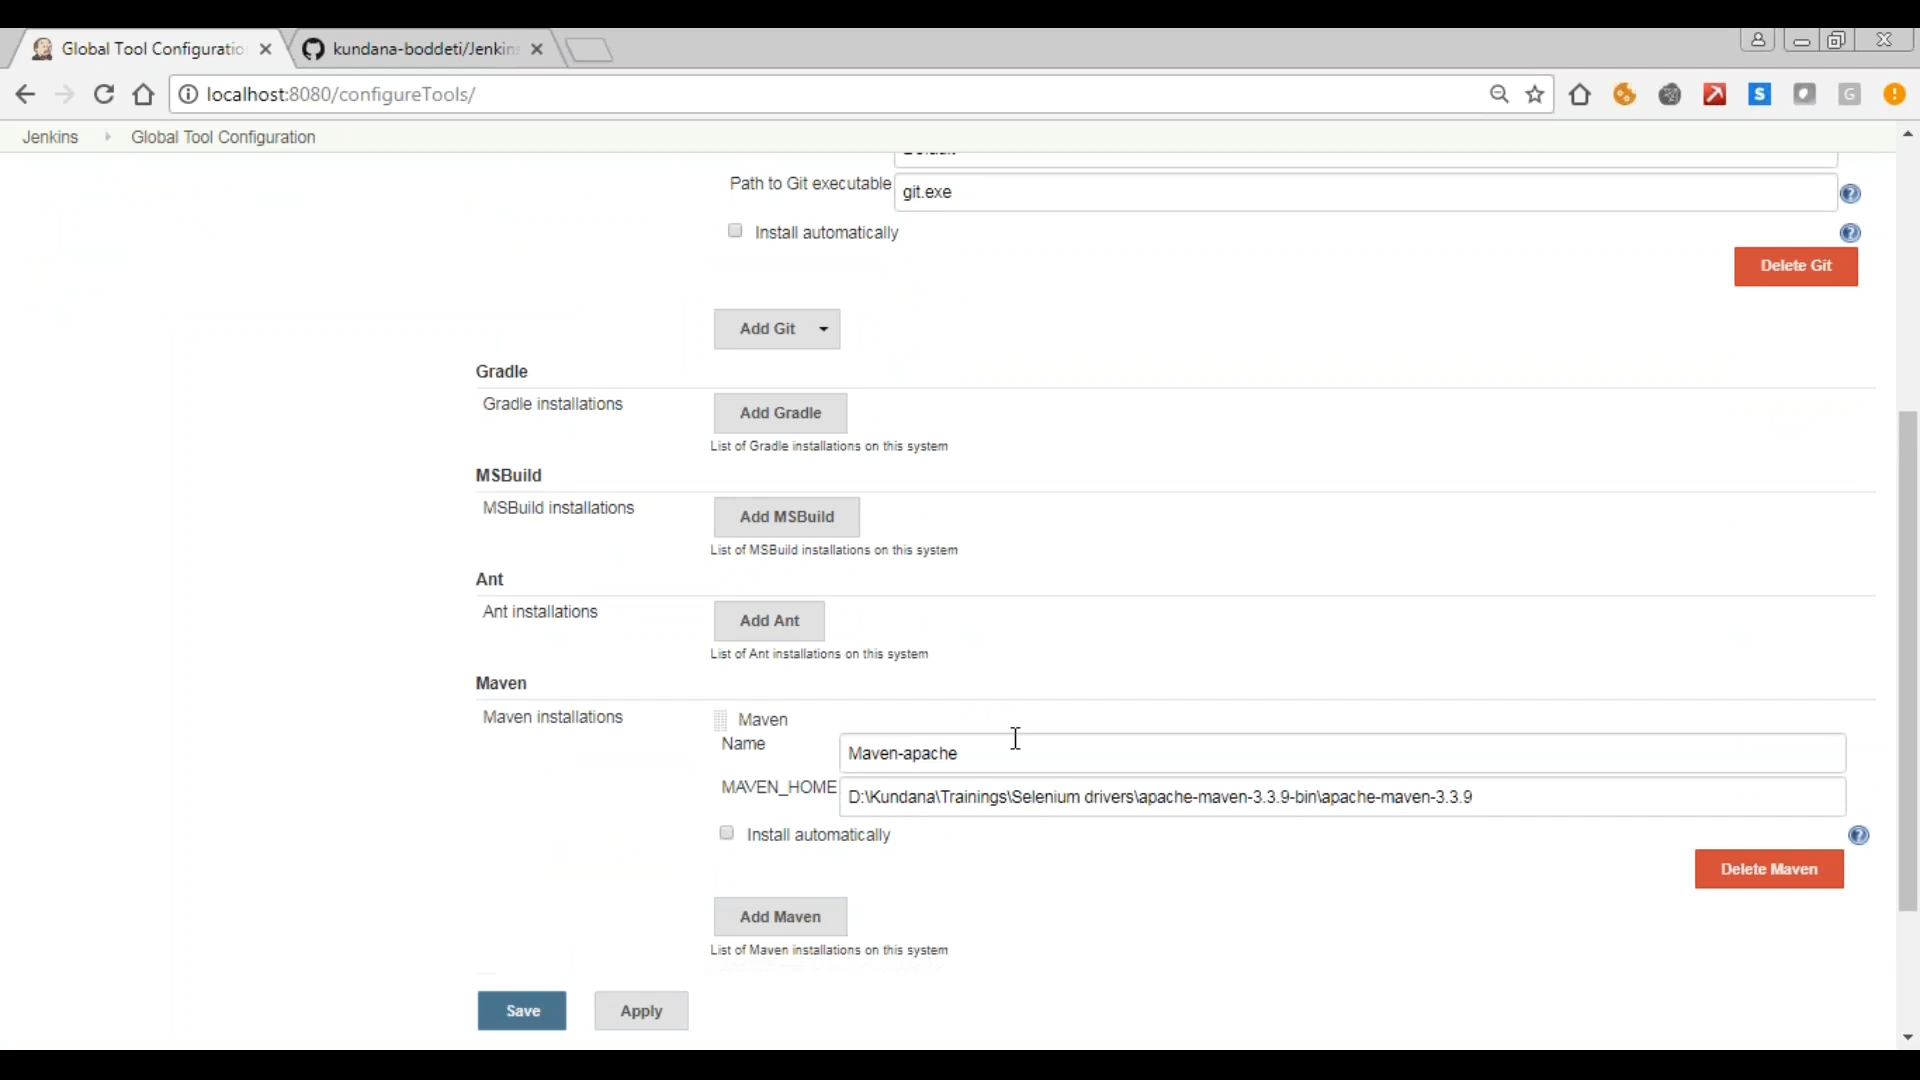 Global Tool Configuratio
kundana-boddeti/Jenkin
localhost:8080/configureTools/
Jenkins
Global Tool Configuration
Path to Git executable
git.exe
Install automatically
Delete Git
Add Git
Gradle
Gradle installations
Add Gradle
List of Gradle installations on this system
MSBuild
MSBuild installations
Add MSBuild
List of MSBuild installations on this system
Ant
Ant installations
Add Ant
List of Ant installations on this system
Maven
Maven installations
Maven
Name
Maven-apache
MAVEN_HOME
D:\Kundana\Trainings\Selenium drivers\apache-maven-3.3.9-bin\apache-maven-3.3.9
Install automatically
Delete Maven
Add Maven
List of Maven installations on this system
Save
Apply